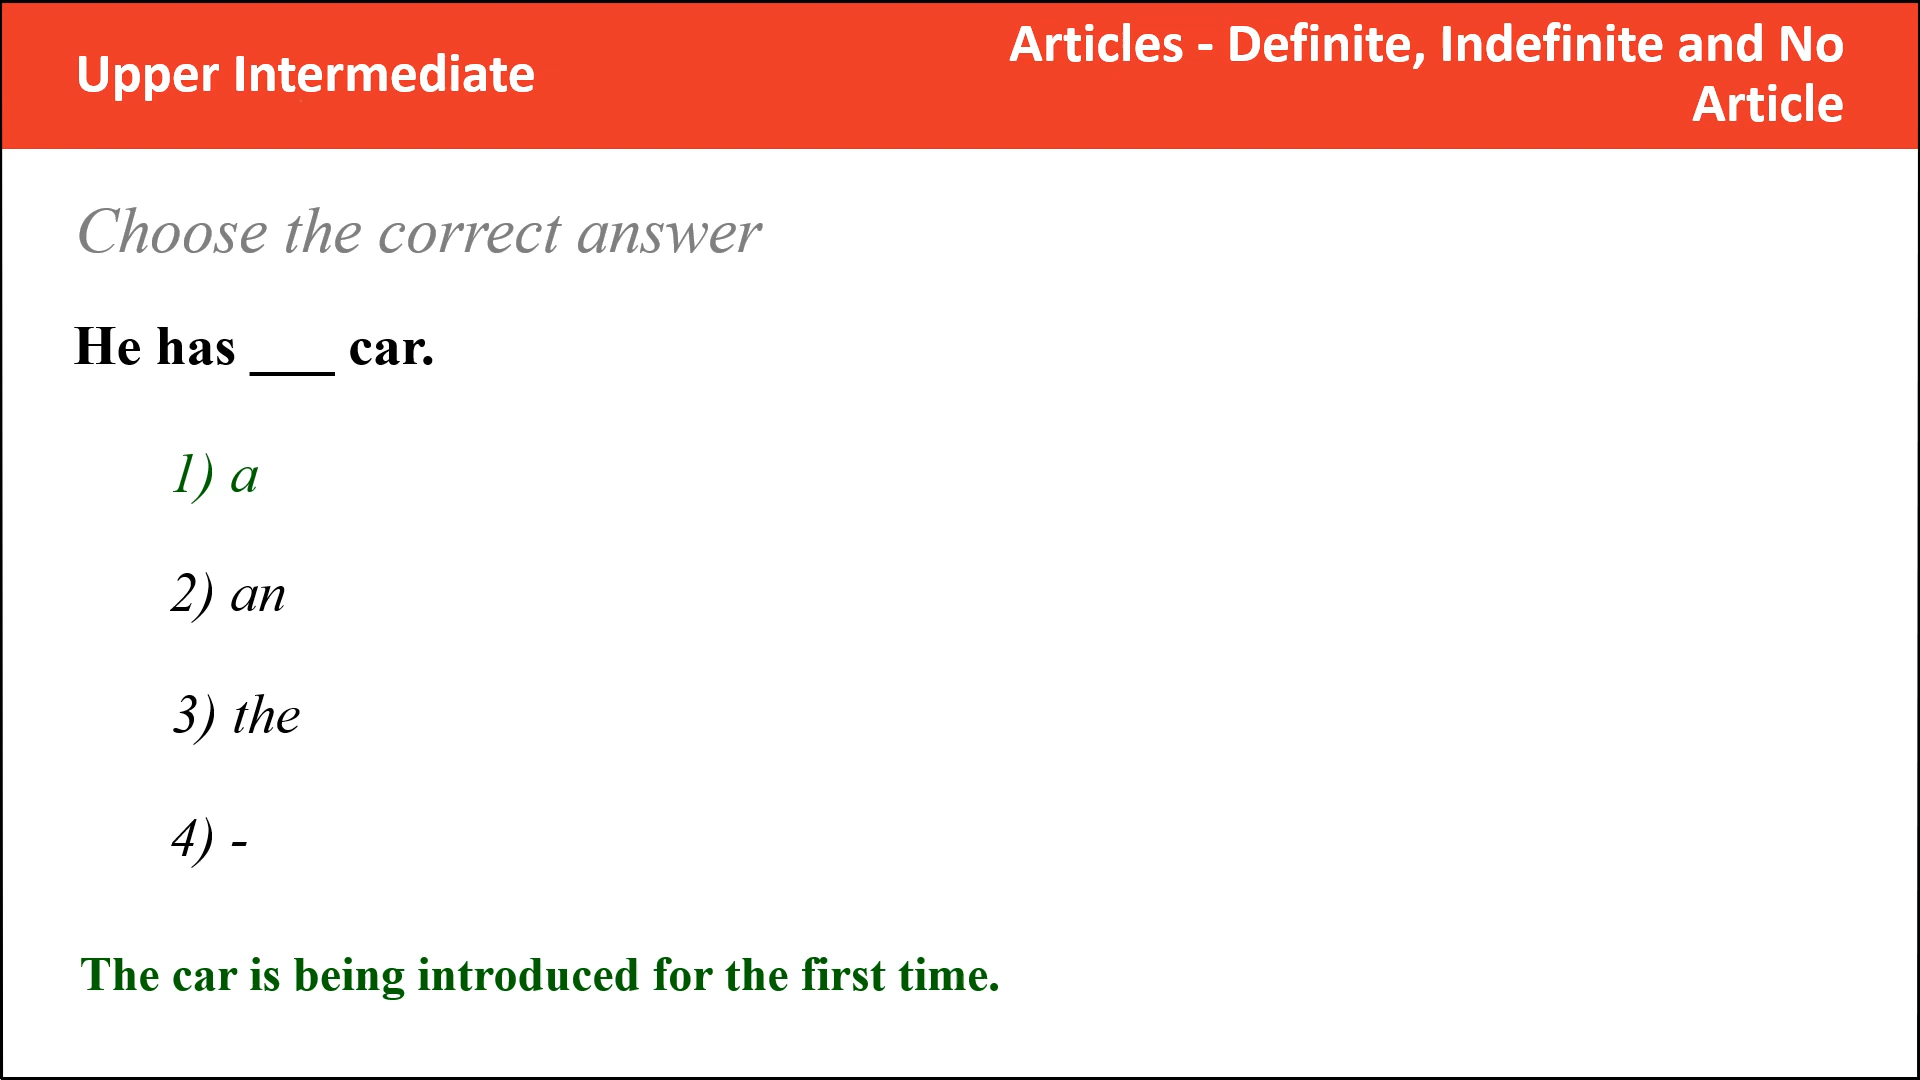 Upper Intermediate
Articles - Definite, Indefinite and No
Article
Choose the correct answer
He has ___ car.
1) a
2) an
3) the
4) -
The car is being introduced for the first time.